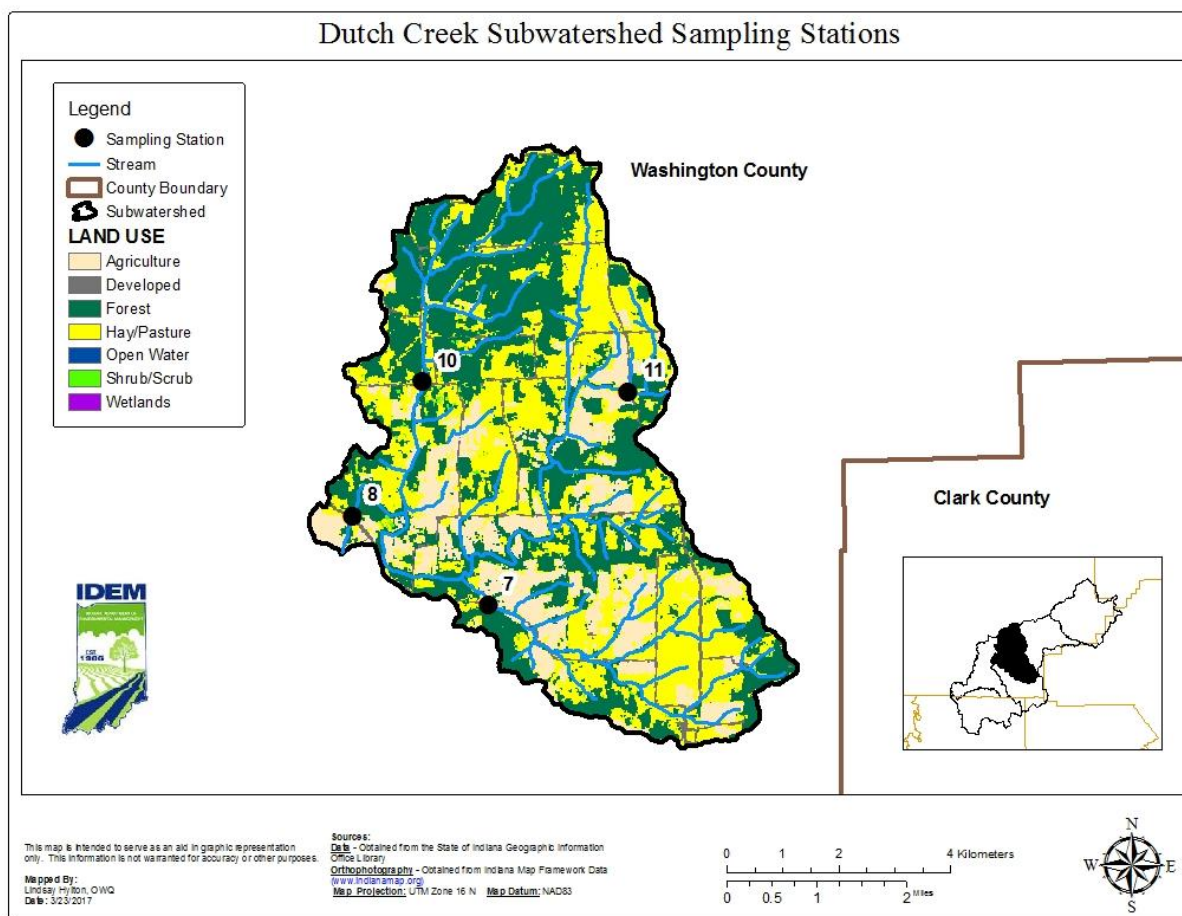 Dutch Creek Subwatershed Sampling Stations
Legend
Sampling Station
Stream
County Boundary
Subwatershed
LAND USE
Agriculture
Developed
Forest
Hay/Pasture
Open Water
Shrub/Scrub
Wetlands
Washington County
10
11
8
7
Clark County
IDEM
1986
This map is intended to serve as an aid in graphic representation
only. This information is not warranted for accuracy or other purposes.
Mapped By:
Lindsay Hylton, OWQ
Date: 3/23/2017
Sources:
Data - Obtained from the State of Indiana Geographic Information
Office Library
Orthophotography - Obtained from Indiana Map Framework Data
(www.indianamap.org)
Map Projection: UTM Zone 16 N Map Datum: NAD83
0 1 2 4 Kilometers
0 0.5 1 2 Miles
N
W E
S